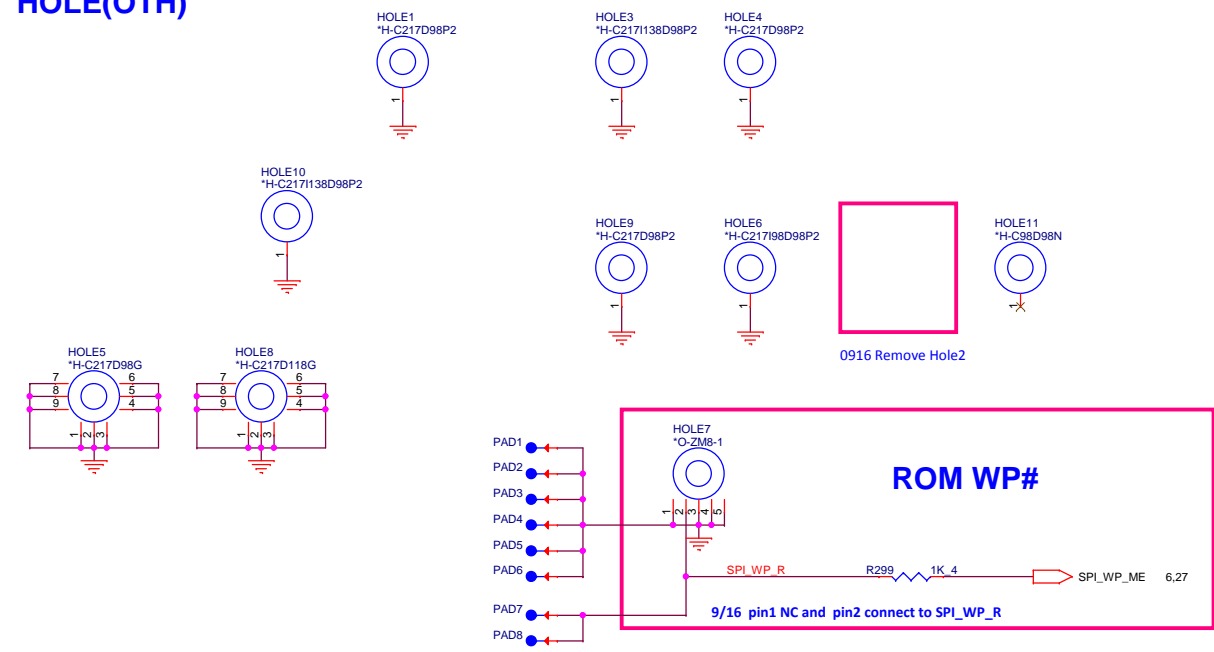 HOLE(OTH)
HOLE1
*H-C217D98P2
1
HOLE3
*H-C217I138D98P2
1
HOLE4
*H-C217D98P2
1
HOLE10
*H-C217I138D98P2
1
HOLE9
*H-C217D98P2
1
HOLE6
*H-C217I98D98P2
1
HOLE11
*H-C98D98N
1
0916 Remove Hole2
HOLE5
*H-C217D98G
7 6
8 5
9 4
1 2 3
HOLE8
*H-C217D118G
7 6
8 5
9 4
1 2 3
PAD1
PAD2
PAD3
PAD4
PAD5
PAD6
PAD7
PAD8
HOLE7
*O-ZM8-1
1 2 3 4 5
ROM WP#
SPI_WP_R
R299 1K_4
SPI_WP_ME 6,27
9/16 pin1 NC and pin2 connect to SPI_WP_R